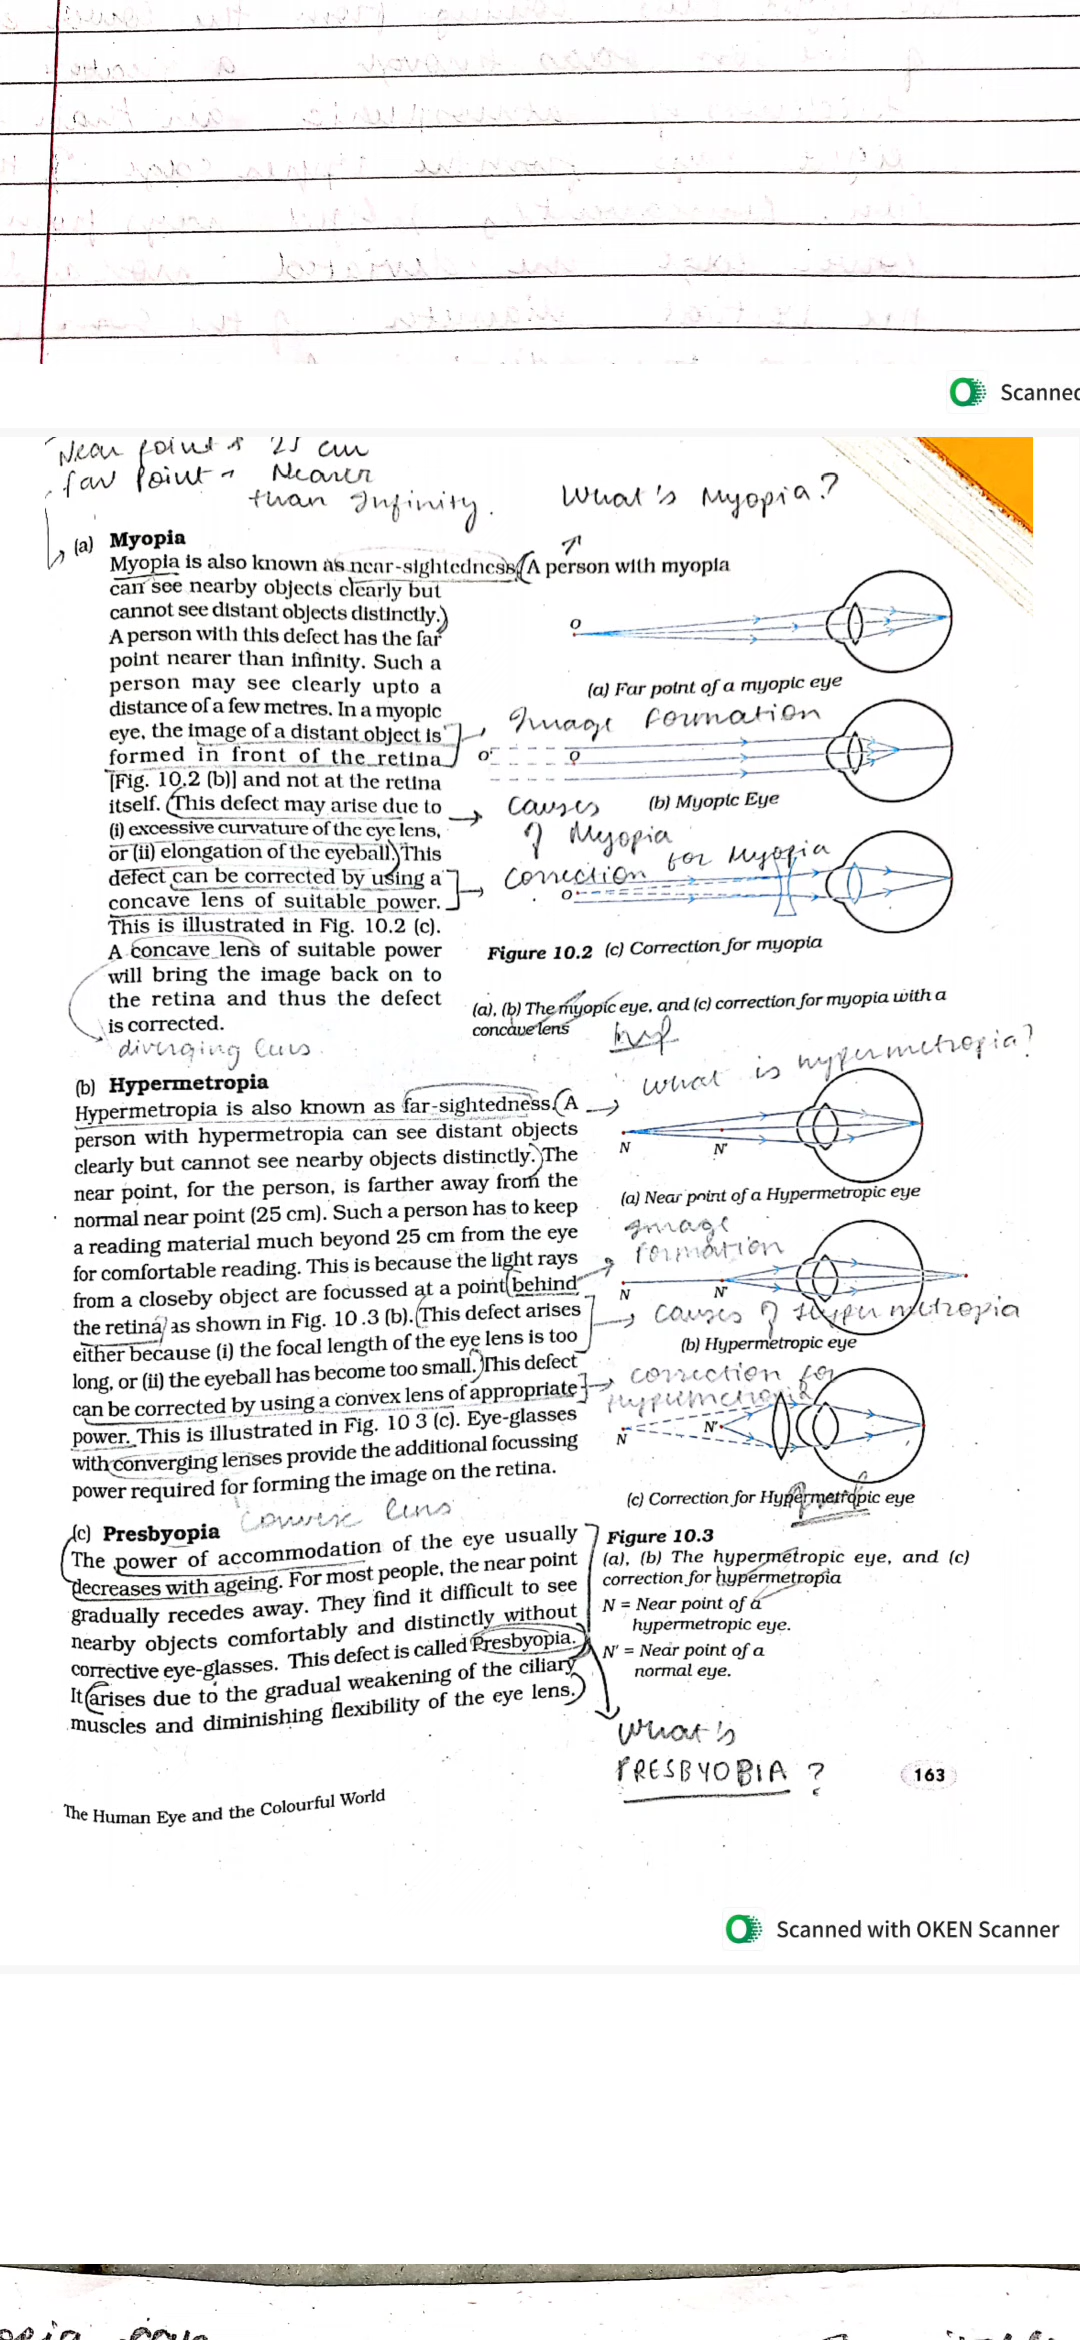 Scanned
Near point → 25 cm
far point → Nearer
than Infinity.
What's Myopia?
(a) Myopia
Myopia is also known as near-sightedness. A person with myopia
can see nearby objects clearly but
cannot see distant objects distinctly.
A person with this defect has the far
point nearer than infinity. Such a
person may see clearly upto a
distance of a few metres. In a myopic
eye, the image of a distant object is
formed in front of the retina
[Fig. 10.2 (b)] and not at the retina
itself. This defect may arise due to
(i) excessive curvature of the eye lens,
or (ii) elongation of the eyeball. This
defect can be corrected by using a
concave lens of suitable power.
This is illustrated in Fig. 10.2 (c).
A concave lens of suitable power
will bring the image back on to
the retina and thus the defect
is corrected.
diverging lens.
O
(a) Far point of a myopic eye
Image formation
O' O
(b) Myopic Eye
causes
of Myopia
correction for Myopia
O
Figure 10.2 (c) Correction for myopia
(a), (b) The myopic eye, and (c) correction for myopia with a
concave lens
Imp
(b) Hypermetropia
Hypermetropia is also known as far-sightedness. A
person with hypermetropia can see distant objects
clearly but cannot see nearby objects distinctly. The
near point, for the person, is farther away from the
normal near point (25 cm). Such a person has to keep
a reading material much beyond 25 cm from the eye
for comfortable reading. This is because the light rays
from a closeby object are focussed at a point behind
the retina as shown in Fig. 10.3 (b). This defect arises
either because (i) the focal length of the eye lens is too
long, or (ii) the eyeball has become too small. This defect
can be corrected by using a convex lens of appropriate
power. This is illustrated in Fig. 10 3 (c). Eye-glasses
with converging lenses provide the additional focussing
power required for forming the image on the retina.
convex lens
what is hypermetropia?
N N'
(a) Near point of a Hypermetropic eye
Image
formation
N N'
causes of Hypermetropia
(b) Hypermetropic eye
correction for
Hypermetropia
N N'
(c) Correction for Hypermetropic eye
(c) Presbyopia
The power of accommodation of the eye usually
decreases with ageing. For most people, the near point
gradually recedes away. They find it difficult to see
nearby objects comfortably and distinctly without
corrective eye-glasses. This defect is called Presbyopia.
It arises due to the gradual weakening of the ciliary
muscles and diminishing flexibility of the eye lens.
Figure 10.3
(a), (b) The hypermetropic eye, and (c)
correction for hypermetropia
N = Near point of a
hypermetropic eye.
N' = Near point of a
normal eye.
What's
PRESBYOBIA ?
163
The Human Eye and the Colourful World
Scanned with OKEN Scanner